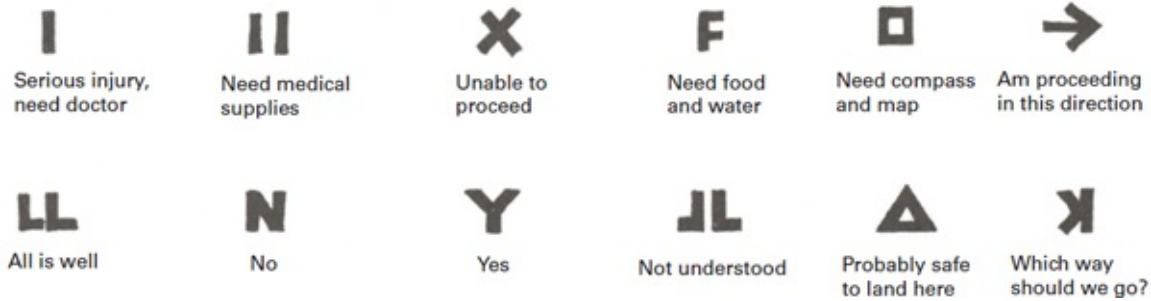 I II X F □ →
Serious injury, Need medical Unable to Need food Need compass Am proceeding
need doctor supplies proceed and water and map in this direction
LL N Y ⅃L △ ꓘ
All is well No Yes Not understood Probably safe Which way
to land here should we go?